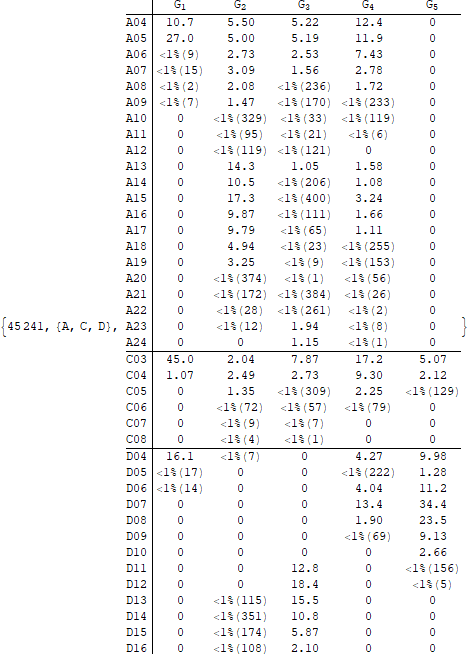 G1 G2 G3 G4 G5
A04 10.7 5.50 5.22 12.4 0
A05 27.0 5.00 5.19 11.9 0
A06 <1%(9) 2.73 2.53 7.43 0
A07 <1%(15) 3.09 1.56 2.78 0
A08 <1%(2) 2.08 <1%(236) 1.72 0
A09 <1%(7) 1.47 <1%(170) <1%(233) 0
A10 0 <1%(329) <1%(33) <1%(119) 0
A11 0 <1%(95) <1%(21) <1%(6) 0
A12 0 <1%(119) <1%(121) 0 0
A13 0 14.3 1.05 1.58 0
A14 0 10.5 <1%(206) 1.08 0
A15 0 17.3 <1%(400) 3.24 0
A16 0 9.87 <1%(111) 1.66 0
A17 0 9.79 <1%(65) 1.11 0
A18 0 4.94 <1%(23) <1%(255) 0
A19 0 3.25 <1%(9) <1%(153) 0
A20 0 <1%(374) <1%(1) <1%(56) 0
A21 0 <1%(172) <1%(384) <1%(26) 0
A22 0 <1%(28) <1%(261) <1%(2) 0
{45 241, {A, C, D}, A23 0 <1%(12) 1.94 <1%(8) 0 }
A24 0 0 1.15 <1%(1) 0
C03 45.0 2.04 7.87 17.2 5.07
C04 1.07 2.49 2.73 9.30 2.12
C05 0 1.35 <1%(309) 2.25 <1%(129)
C06 0 <1%(72) <1%(57) <1%(79) 0
C07 0 <1%(9) <1%(7) 0 0
C08 0 <1%(4) <1%(1) 0 0
D04 16.1 <1%(7) 0 4.27 9.98
D05 <1%(17) 0 0 <1%(222) 1.28
D06 <1%(14) 0 0 4.04 11.2
D07 0 0 0 13.4 34.4
D08 0 0 0 1.90 23.5
D09 0 0 0 <1%(69) 9.13
D10 0 0 0 0 2.66
D11 0 0 12.8 0 <1%(156)
D12 0 0 18.4 0 <1%(5)
D13 0 <1%(115) 15.5 0 0
D14 0 <1%(351) 10.8 0 0
D15 0 <1%(174) 5.87 0 0
D16 0 <1%(108) 2.10 0 0